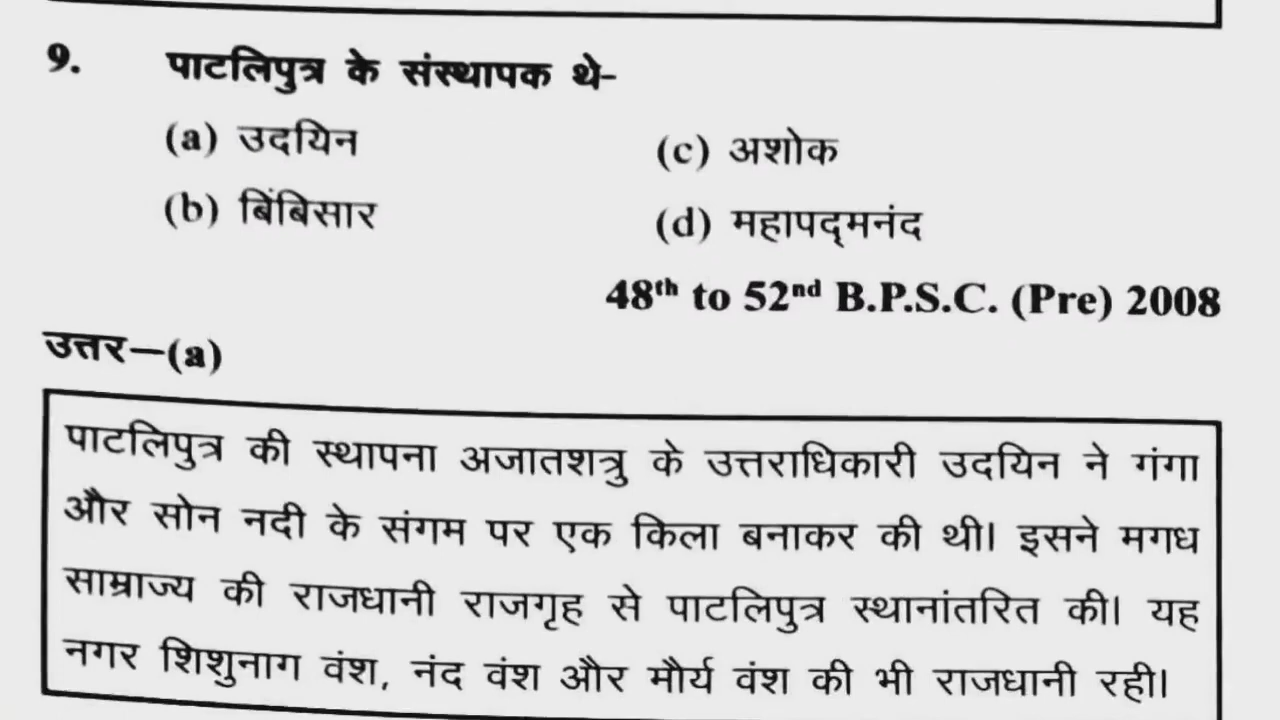 9. पाटलिपुत्र के संस्थापक थे-
(a) उदयिन (c) अशोक
(b) बिंबिसार (d) महापद्मनंद
48th to 52nd B.P.S.C. (Pre) 2008
उत्तर—(a)
पाटलिपुत्र की स्थापना अजातशत्रु के उत्तराधिकारी उदयिन ने गंगा
और सोन नदी के संगम पर एक किला बनाकर की थी। इसने मगध
साम्राज्य की राजधानी राजगृह से पाटलिपुत्र स्थानांतरित की। यह
नगर शिशुनाग वंश, नंद वंश और मौर्य वंश की भी राजधानी रही।